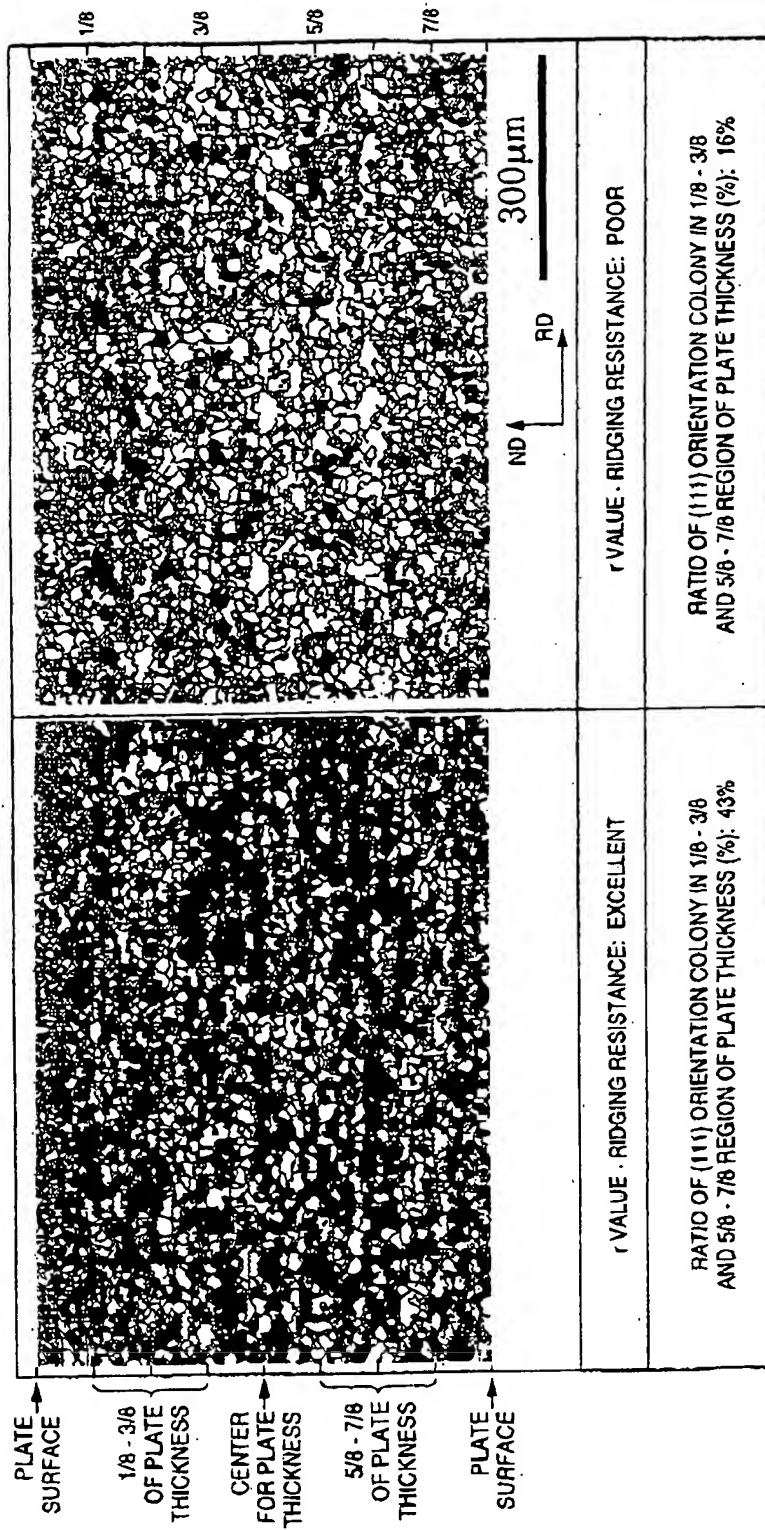 PLATE
SURFACE
1/8 - 3/8
OF PLATE
THICKNESS
CENTER
FOR PLATE
THICKNESS
5/8 - 7/8
OF PLATE
THICKNESS
PLATE
SURFACE
1/8
3/8
5/8
7/8
ND
RD
300μm
r VALUE · RIDGING RESISTANCE: EXCELLENT
r VALUE · RIDGING RESISTANCE: POOR
RATIO OF (111) ORIENTATION COLONY IN 1/8 - 3/8
AND 5/8 - 7/8 REGION OF PLATE THICKNESS (%): 43%
RATIO OF (111) ORIENTATION COLONY IN 1/8 - 3/8
AND 5/8 - 7/8 REGION OF PLATE THICKNESS (%): 16%